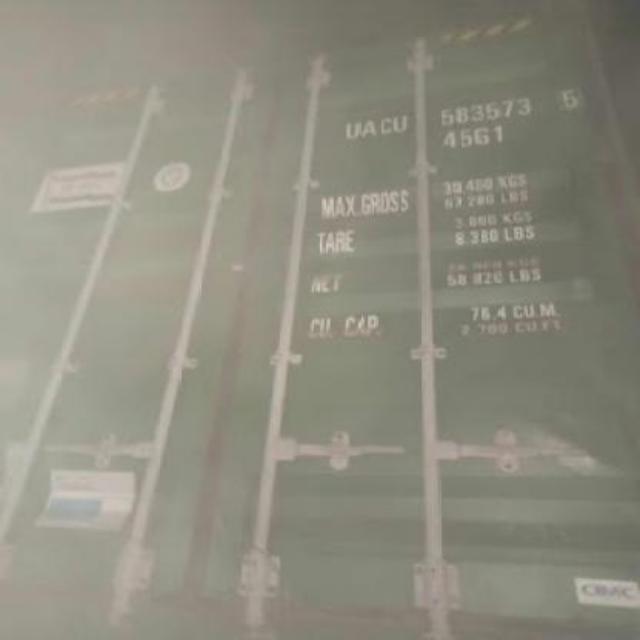 UACU 583573 5
4561
MAX.GROSS 30 480 KGS
67 200 LBS
TARE 3 800 KGS
8 380 LBS
NET
58 820 LBS
CU. CAP. 76.4 CU.M.
2 700 CU.FT
CIMC